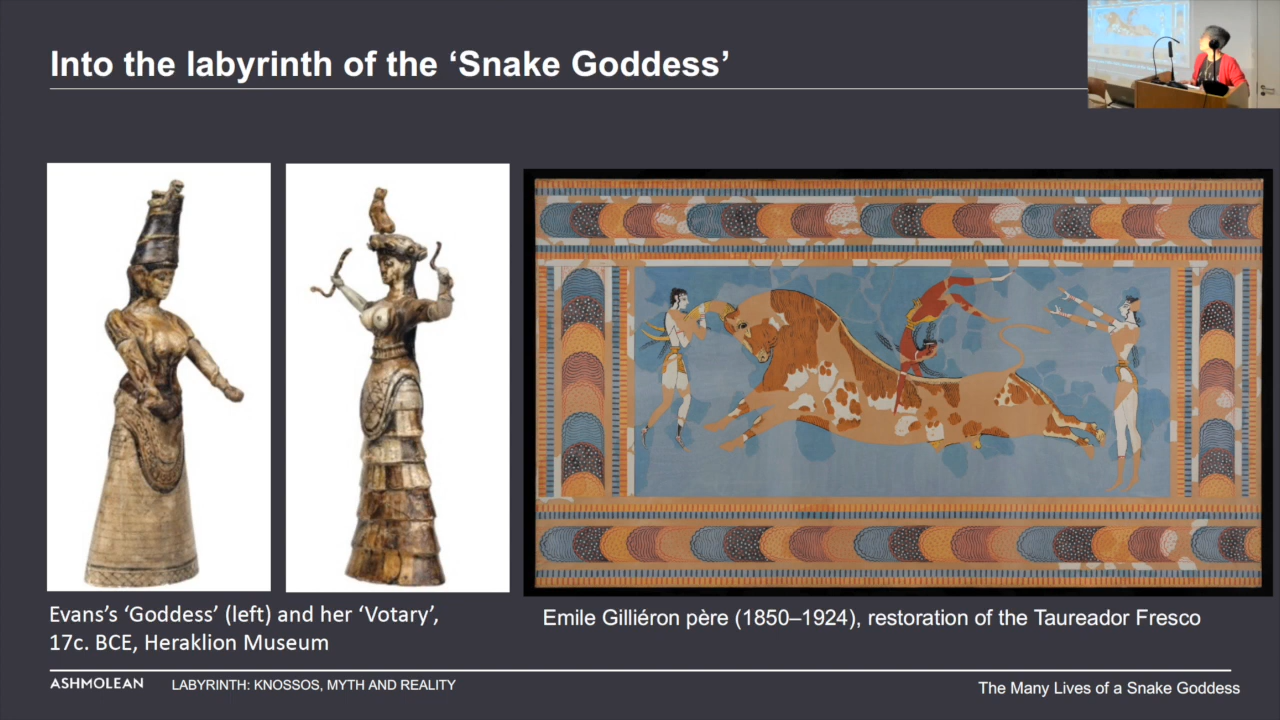 Into the labyrinth of the ‘Snake Goddess’
Evans’s ‘Goddess’ (left) and her ‘Votary’,
17c. BCE, Heraklion Museum
Emile Gilliéron père (1850–1924), restoration of the Taureador Fresco
ASHMOLEAN
LABYRINTH: KNOSSOS, MYTH AND REALITY
The Many Lives of a Snake Goddess